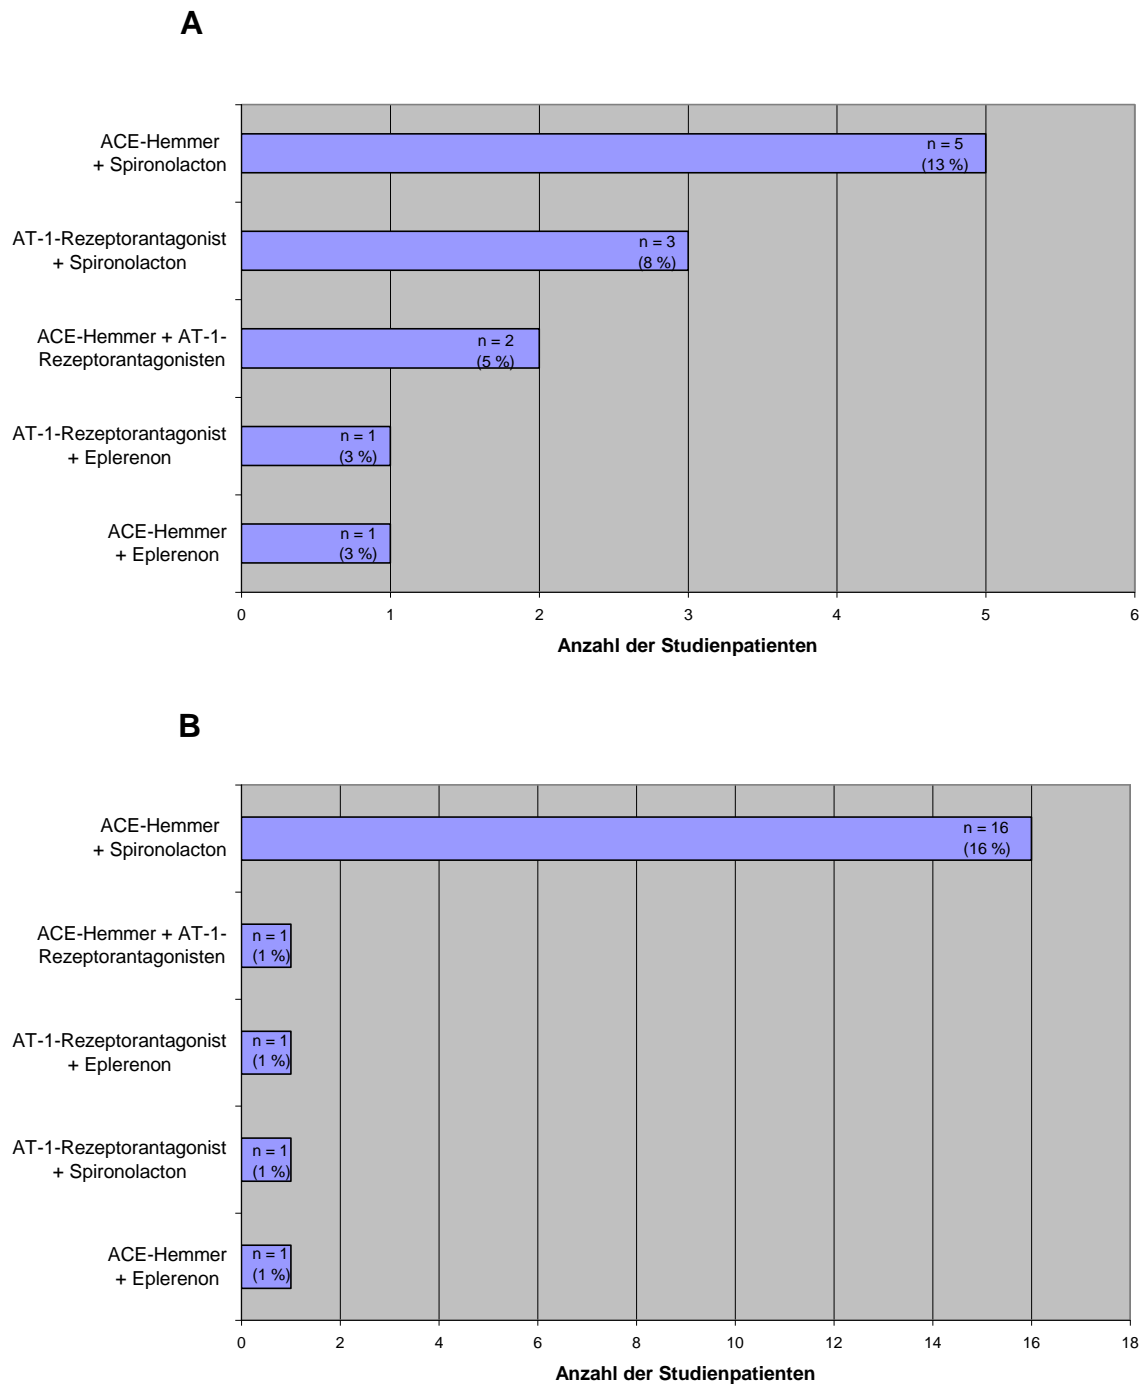 A
ACE-Hemmer
+ Spironolacton
n = 5
(13 %)
AT-1-Rezeptorantagonist
+ Spironolacton
n = 3
(8 %)
ACE-Hemmer + AT-1-
Rezeptorantagonisten
n = 2
(5 %)
AT-1-Rezeptorantagonist
+ Eplerenon
n = 1
(3 %)
ACE-Hemmer
+ Eplerenon
n = 1
(3 %)
0 1 2 3 4 5 6
Anzahl der Studienpatienten
B
ACE-Hemmer
+ Spironolacton
n = 16
(16 %)
ACE-Hemmer + AT-1-
Rezeptorantagonisten
n = 1
(1 %)
AT-1-Rezeptorantagonist
+ Eplerenon
n = 1
(1 %)
AT-1-Rezeptorantagonist
+ Spironolacton
n = 1
(1 %)
ACE-Hemmer
+ Eplerenon
n = 1
(1 %)
0 2 4 6 8 10 12 14 16 18
Anzahl der Studienpatienten